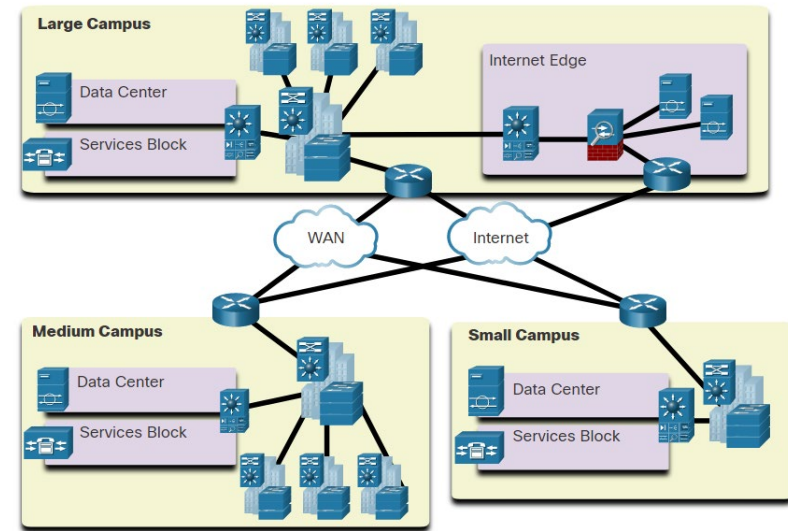 Large Campus
Data Center
Services Block
Internet Edge
WAN
Internet
Medium Campus
Data Center
Services Block
Small Campus
Data Center
Services Block